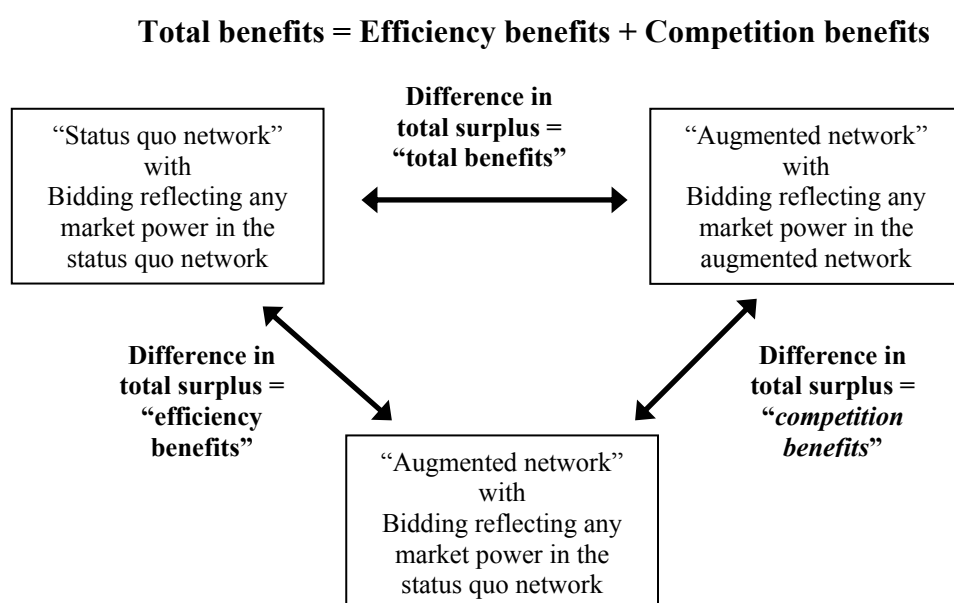 Total benefits = Efficiency benefits + Competition benefits
Difference in
total surplus =
“total benefits”
“Status quo network”
with
Bidding reflecting any
market power in the
status quo network
“Augmented network”
with
Bidding reflecting any
market power in the
augmented network
Difference in
total surplus =
“efficiency
benefits”
Difference in
total surplus =
“competition
benefits”
“Augmented network”
with
Bidding reflecting any
market power in the
status quo network